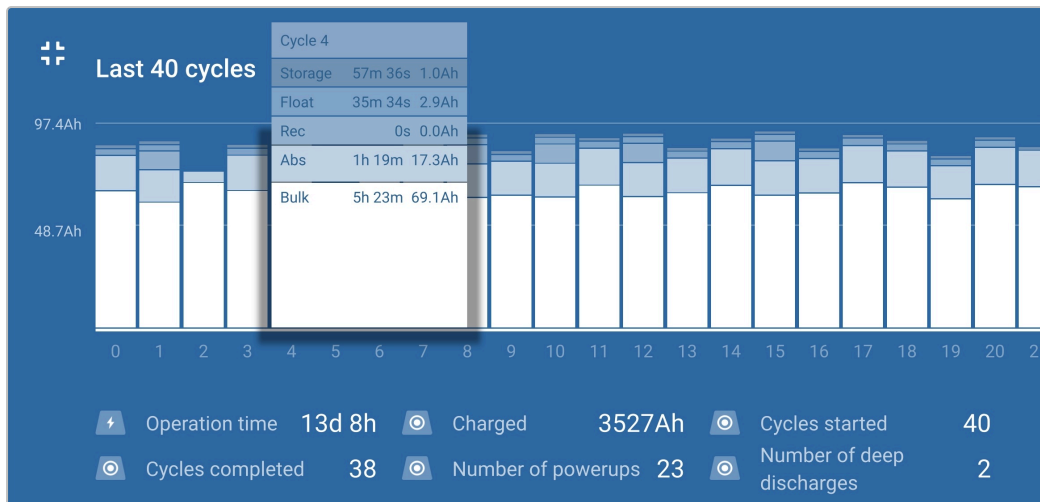 Cycle 4
Last 40 cycles
Storage 57m 36s 1.0Ah
Float 35m 34s 2.9Ah
97.4Ah
Rec 0s 0.0Ah
Abs 1h 19m 17.3Ah
Bulk 5h 23m 69.1Ah
48.7Ah
0 1 2 3 4 5 6 7 8 9 10 11 12 13 14 15 16 17 18 19 20
Operation time 13d 8h Charged 3527Ah Cycles started 40
Cycles completed 38 Number of powerups 23 Number of deep discharges 2